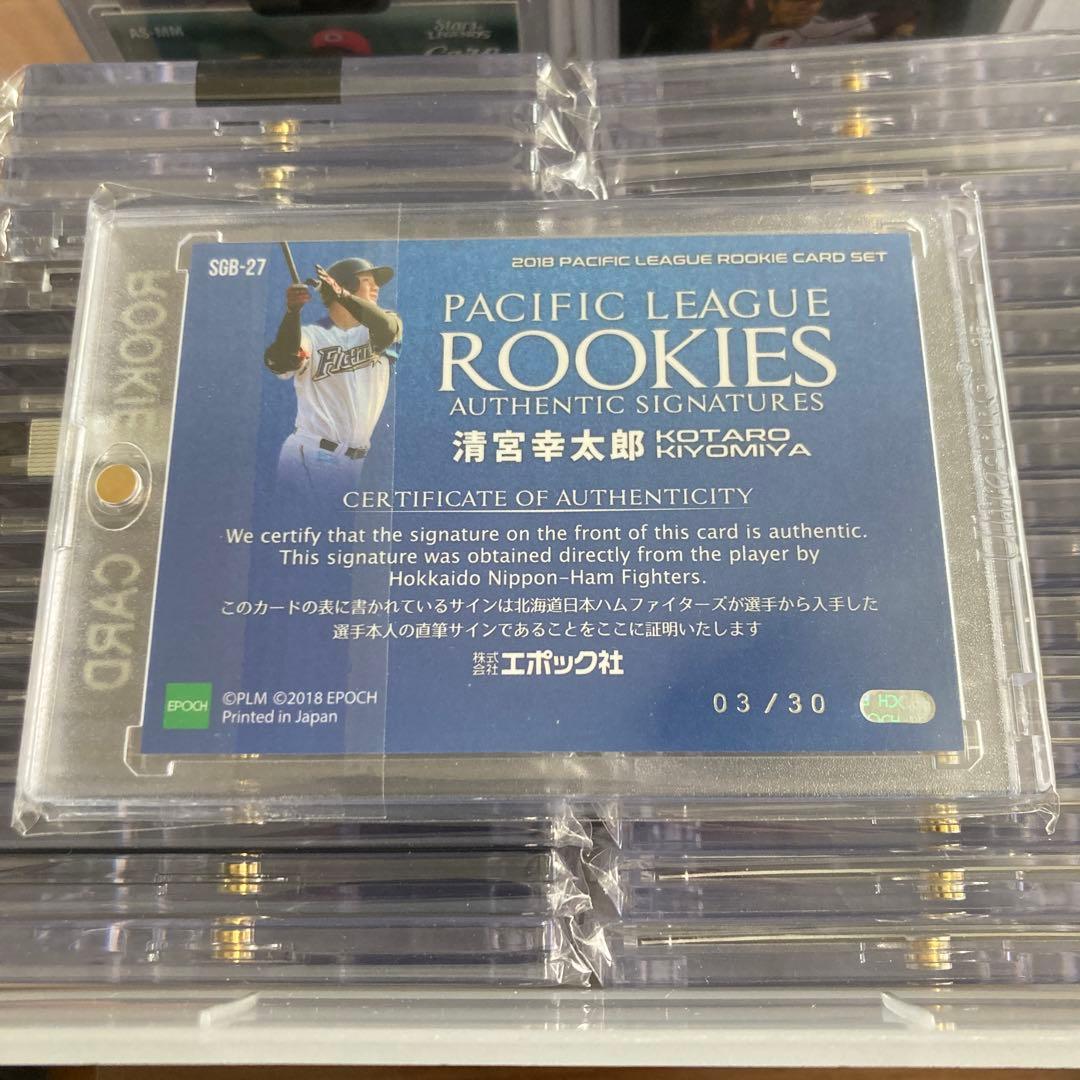 AS-MM
Stars &
LEGENDS
SGB-27
2018 PACIFIC LEAGUE ROOKIE CARD SET
PACIFIC LEAGUE
ROOKIES
AUTHENTIC SIGNATURES
清宮幸太郎 KOTARO
KIYOMIYA
CERTIFICATE OF AUTHENTICITY
We certify that the signature on the front of this card is authentic.
This signature was obtained directly from the player by
Hokkaido Nippon-Ham Fighters.
このカードの表に書かれているサインは北海道日本ハムファイターズが選手から入手した
選手本人の直筆サインであることをここに証明いたします
株式会社エポック社
EPOCH
©PLM ©2018 EPOCH
Printed in Japan
03/30
ROOKIE CARD